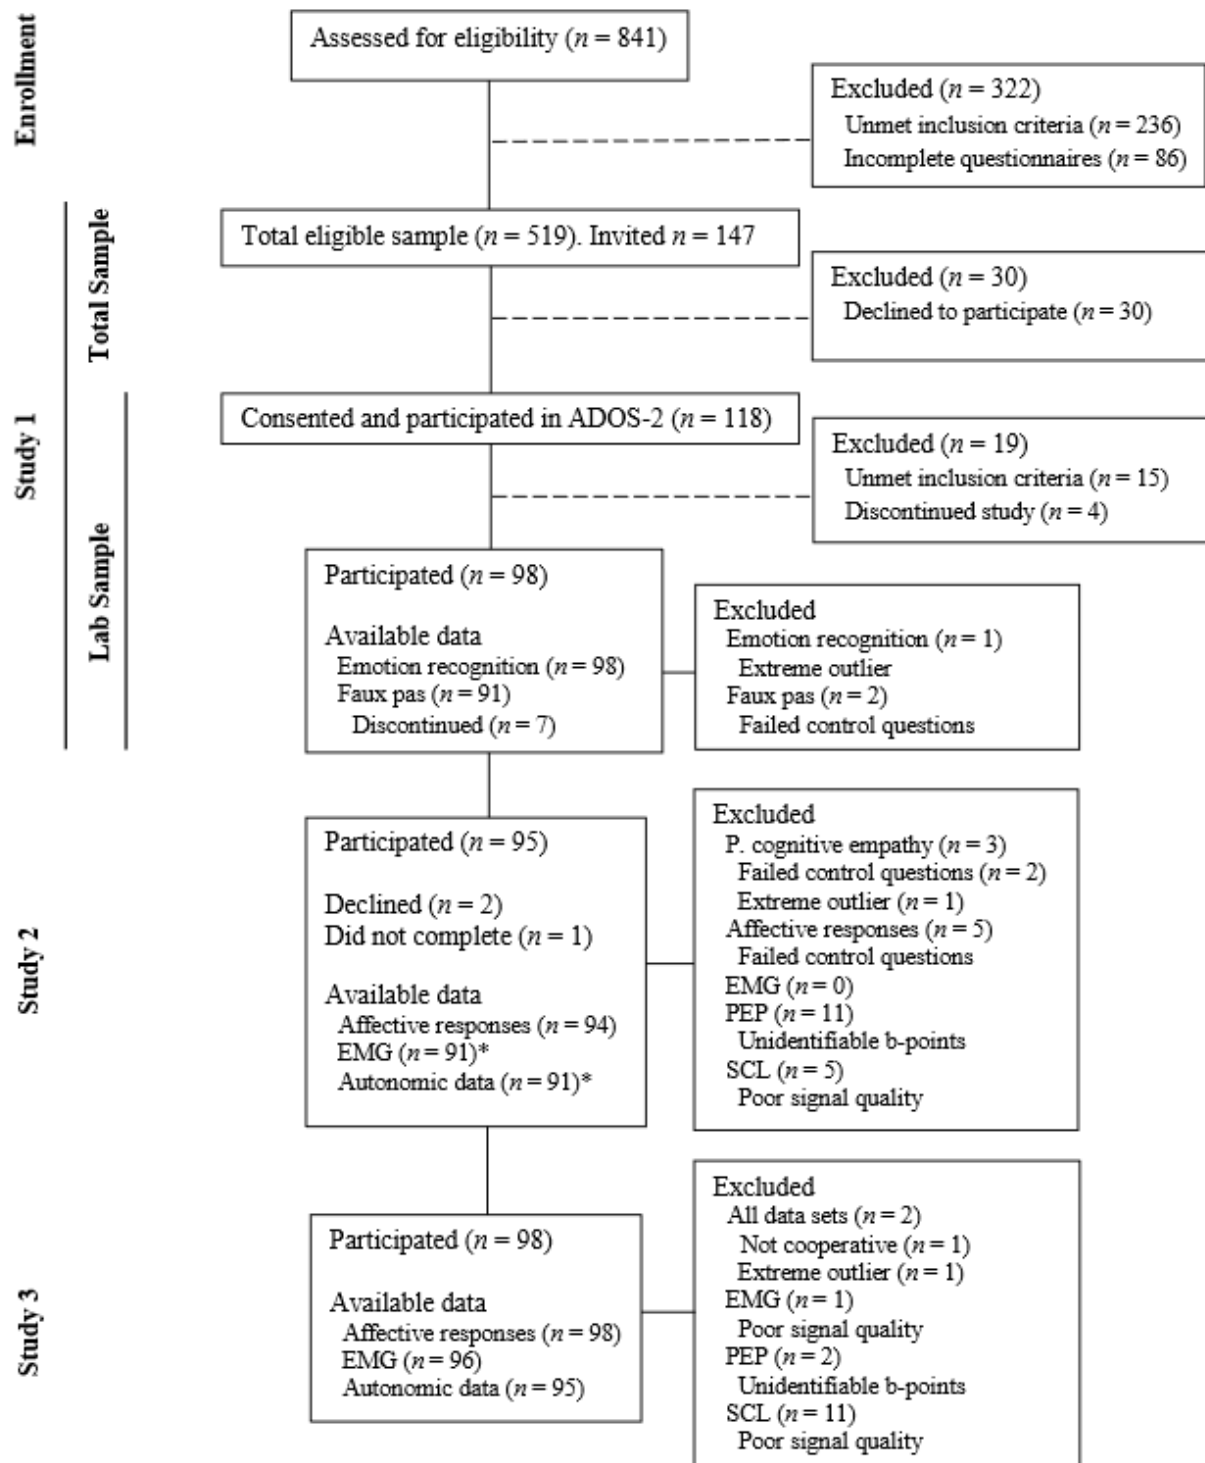 Enrollment
Assessed for eligibility (n = 841)
Excluded (n = 322)
Unmet inclusion criteria (n = 236)
Incomplete questionnaires (n = 86)
Study 1
Total Sample
Total eligible sample (n = 519). Invited n = 147
Excluded (n = 30)
Declined to participate (n = 30)
Lab Sample
Consented and participated in ADOS-2 (n = 118)
Excluded (n = 19)
Unmet inclusion criteria (n = 15)
Discontinued study (n = 4)
Participated (n = 98)
Available data
Emotion recognition (n = 98)
Faux pas (n = 91)
Discontinued (n = 7)
Excluded
Emotion recognition (n = 1)
Extreme outlier
Faux pas (n = 2)
Failed control questions
Study 2
Participated (n = 95)
Declined (n = 2)
Did not complete (n = 1)
Available data
Affective responses (n = 94)
EMG (n = 91)*
Autonomic data (n = 91)*
Excluded
P. cognitive empathy (n = 3)
Failed control questions (n = 2)
Extreme outlier (n = 1)
Affective responses (n = 5)
Failed control questions
EMG (n = 0)
PEP (n = 11)
Unidentifiable b-points
SCL (n = 5)
Poor signal quality
Study 3
Participated (n = 98)
Available data
Affective responses (n = 98)
EMG (n = 96)
Autonomic data (n = 95)
Excluded
All data sets (n = 2)
Not cooperative (n = 1)
Extreme outlier (n = 1)
EMG (n = 1)
Poor signal quality
PEP (n = 2)
Unidentifiable b-points
SCL (n = 11)
Poor signal quality